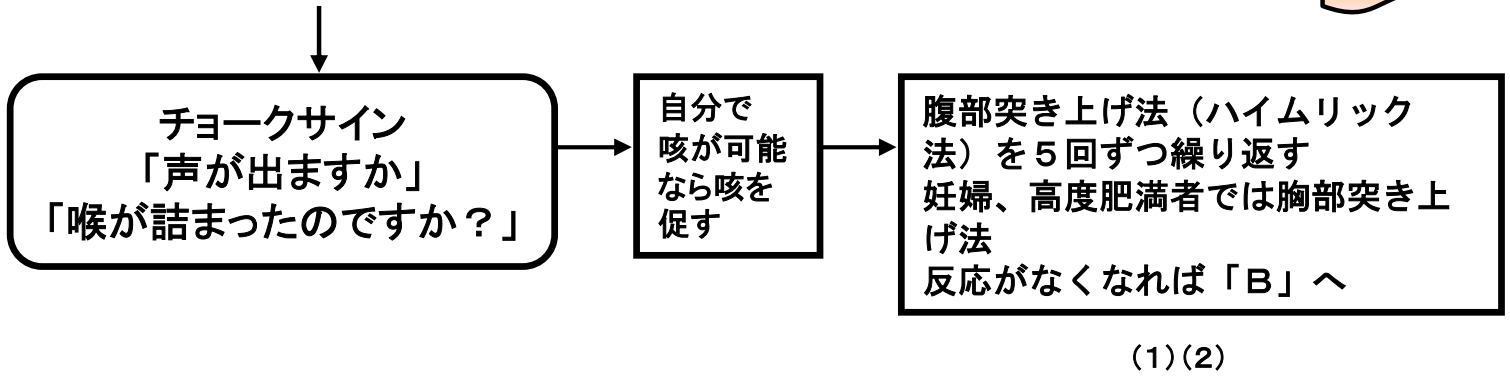 チョークサイン
「声が出ますか」
「喉が詰まったのですか？」
自分で
咳が可能
なら咳を
促す
腹部突き上げ法（ハイムリック
法）を５回ずつ繰り返す
妊婦、高度肥満者では胸部突き上
げ法
反応がなくなれば「Ｂ」へ
(1)(2)